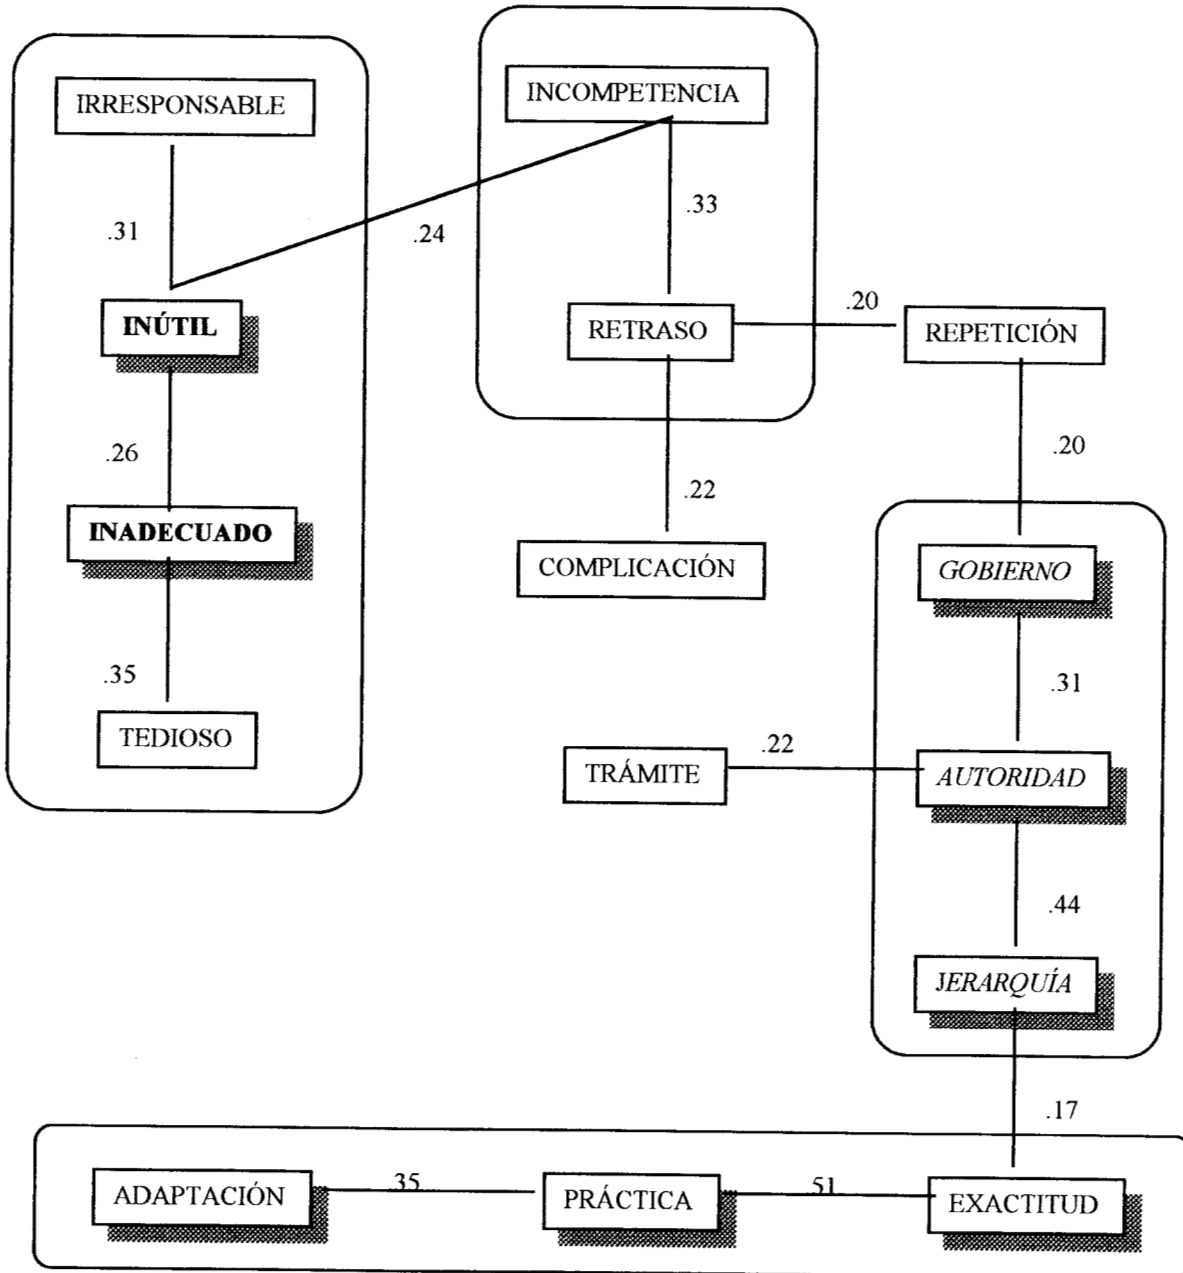 IRRESPONSABLE
INCOMPETENCIA
.31
.24
.33
INÚTIL
RETRASO
.20
REPETICIÓN
.26
.22
.20
INADECUADO
COMPLICACIÓN
GOBIERNO
.35
.31
TEDIOSO
TRÁMITE
.22
AUTORIDAD
.44
JERARQUÍA
.17
ADAPTACIÓN
.35
PRÁCTICA
.51
EXACTITUD